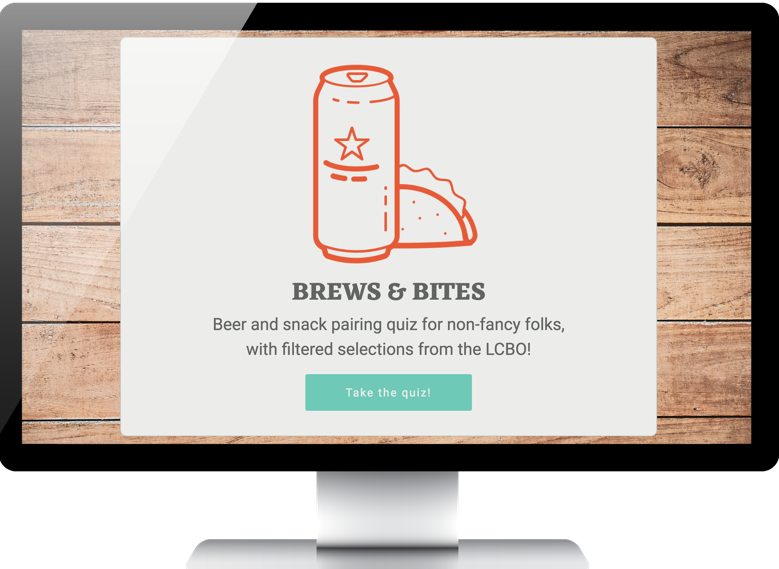 BREWS & BITES
Beer and snack pairing quiz for non-fancy folks,
with filtered selections from the LCBO!
Take the quiz!